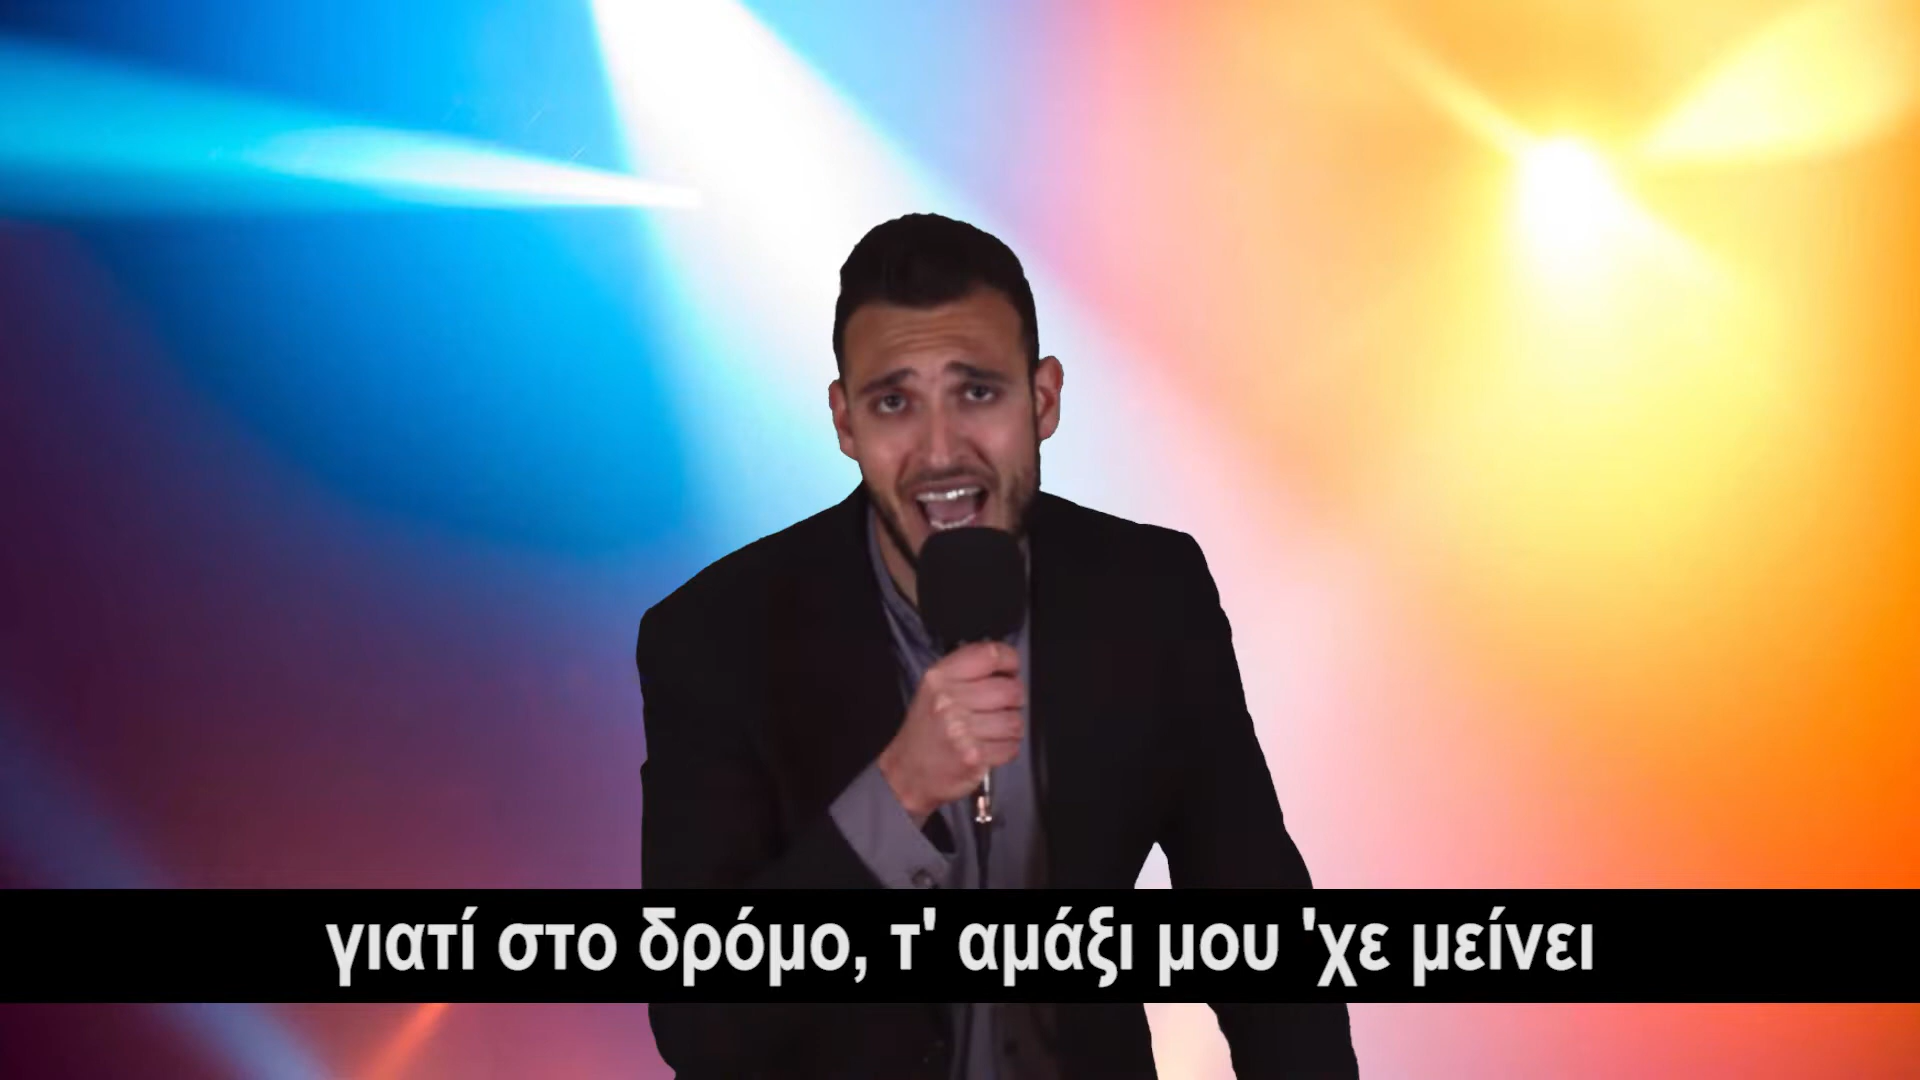 γιατί στο δρόμο, τ' αμάξι μου 'χε μείνει